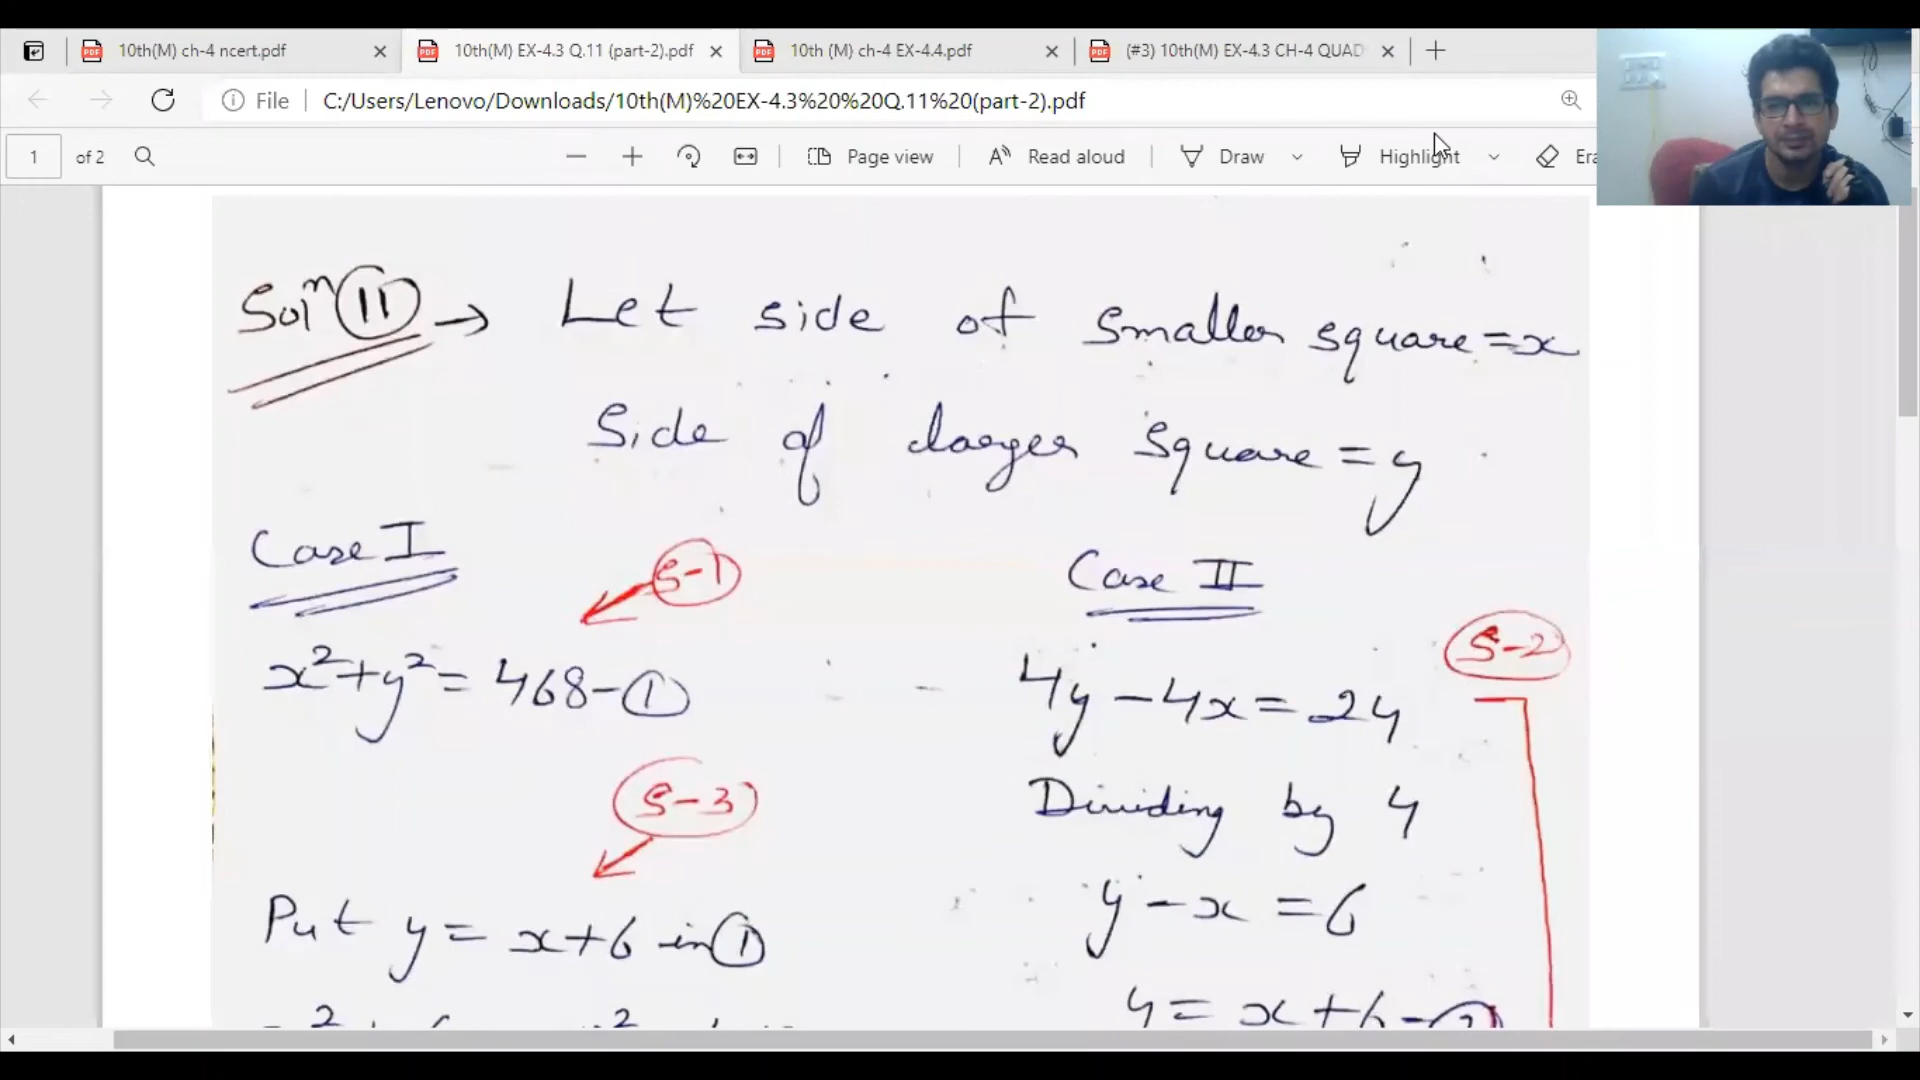 10th(M) ch-4 ncert.pdf
10th(M) EX-4.3 Q.11 (part-2).pdf
10th (M) ch-4 EX-4.4.pdf
(#3) 10th(M) EX-4.3 CH-4 QUAD
File C:/Users/Lenovo/Downloads/10th(M)%20EX-4.3%20%20Q.11%20(part-2).pdf
1 of 2 Page view Read aloud Draw Highlight Era
Solⁿ 11 → Let side of smaller square = x
Side of larger square = y
Case I
S-1
Case II
S-2
x²+y² = 468 - ①
4y - 4x = 24
S-3
Dividing by 4
y - x = 6
Put y = x+6 in ①
y = x+6 - ②